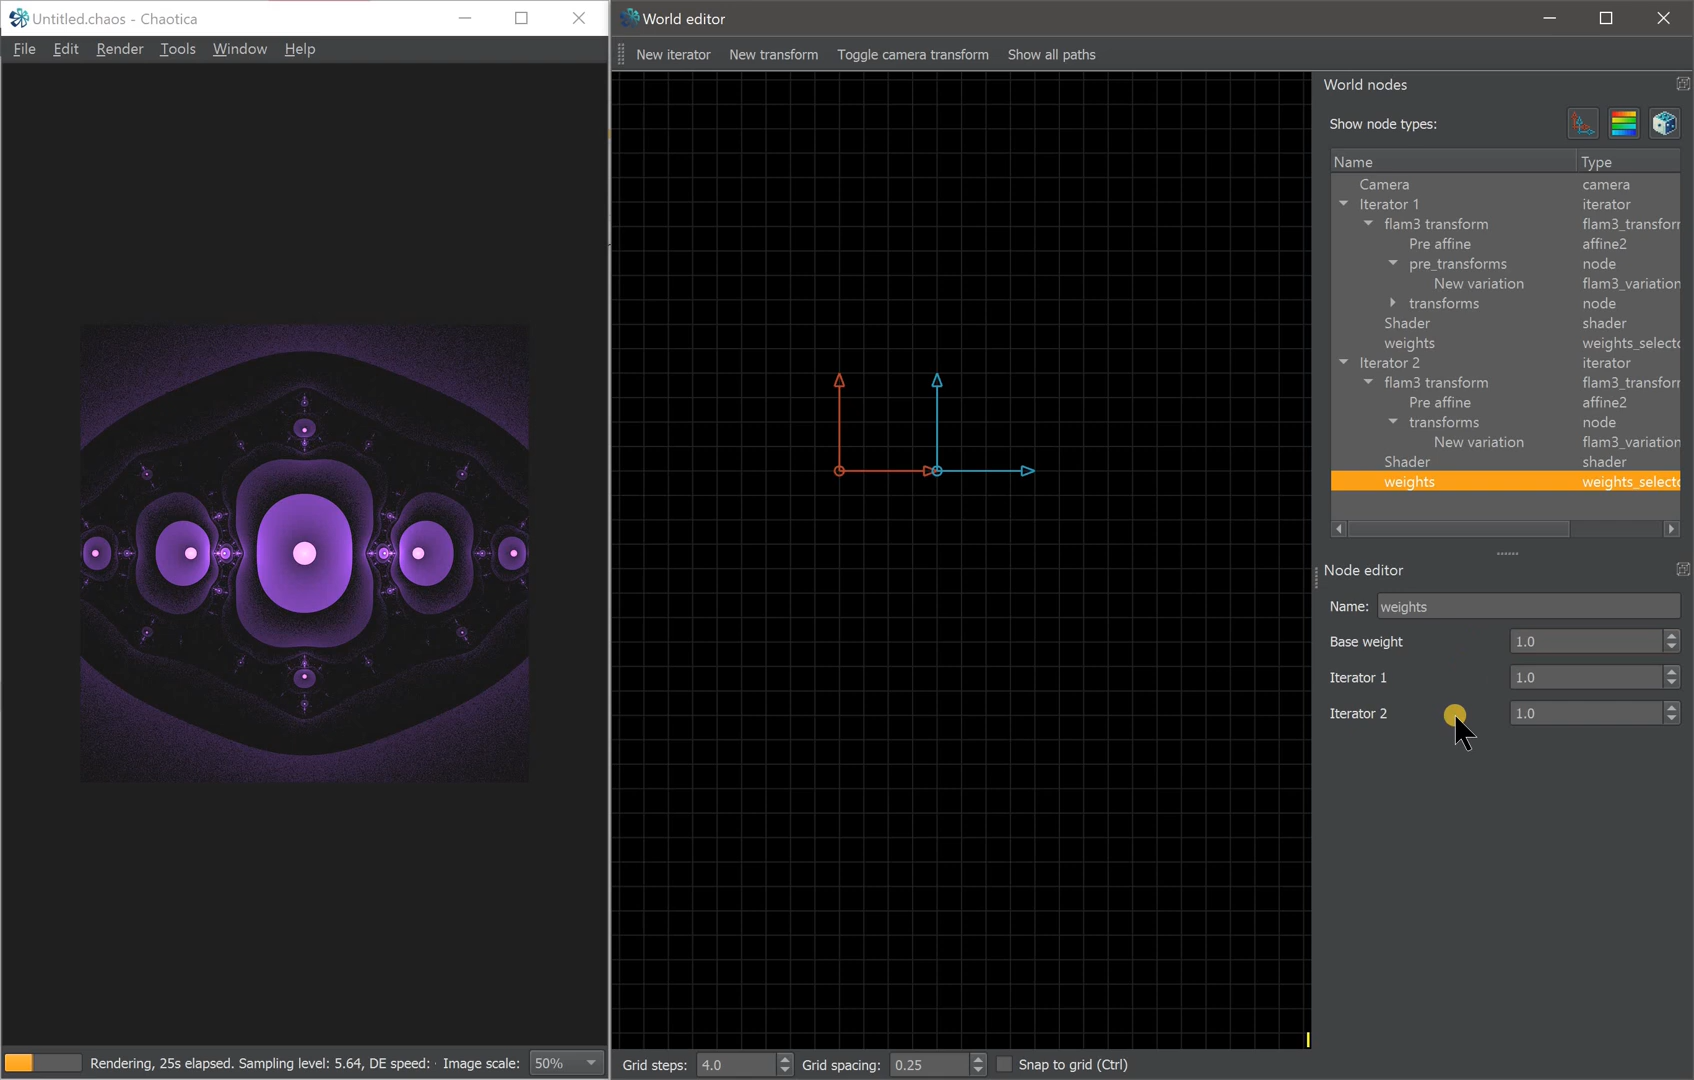 Untitled.chaos - Chaotica
File Edit Render Tools Window Help
Rendering, 25s elapsed. Sampling level: 5.64, DE speed: Image scale: 50%
World editor
New iterator New transform Toggle camera transform Show all paths
Grid steps: 4.0 Grid spacing: 0.25 Snap to grid (Ctrl)
World nodes
Show node types:
Name Type
Camera camera
Iterator 1 iterator
flam3 transform flam3_transfor
Pre affine affine2
pre_transforms node
New variation flam3_variation
transforms node
Shader shader
weights weights_select
Iterator 2 iterator
flam3 transform flam3_transfor
Pre affine affine2
transforms node
New variation flam3_variation
Shader shader
weights weights_select
Node editor
Name: weights
Base weight 1.0
Iterator 1 1.0
Iterator 2 1.0